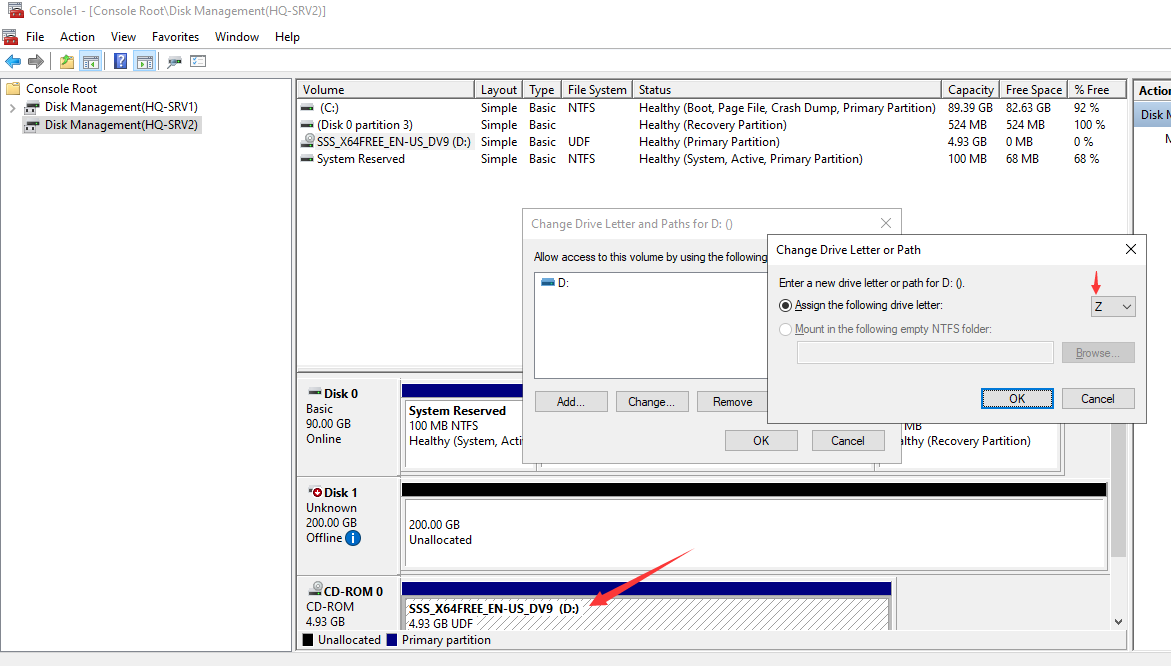 Console1 - [Console Root\Disk Management(HQ-SRV2)]
File Action View Favorites Window Help
Console Root
Disk Management(HQ-SRV1)
Disk Management(HQ-SRV2)
Volume Layout Type File System Status Capacity Free Space % Free
(C:) Simple Basic NTFS Healthy (Boot, Page File, Crash Dump, Primary Partition) 89.39 GB 82.63 GB 92 %
(Disk 0 partition 3) Simple Basic Healthy (Recovery Partition) 524 MB 524 MB 100 %
SSS_X64FREE_EN-US_DV9 (D:) Simple Basic UDF Healthy (Primary Partition) 4.93 GB 0 MB 0 %
System Reserved Simple Basic NTFS Healthy (System, Active, Primary Partition) 100 MB 68 MB 68 %
Action
Disk M
M
Change Drive Letter and Paths for D: ()
Allow access to this volume by using the following
D:
Add... Change... Remove
OK Cancel
Change Drive Letter or Path
Enter a new drive letter or path for D: ().
Assign the following drive letter: Z
Mount in the following empty NTFS folder:
Browse...
OK Cancel
Disk 0
Basic
90.00 GB
Online
System Reserved
100 MB NTFS
Healthy (System, Acti
MB
althy (Recovery Partition)
Disk 1
Unknown
200.00 GB
Offline
200.00 GB
Unallocated
CD-ROM 0
CD-ROM
4.93 GB
SSS_X64FREE_EN-US_DV9 (D:)
4.93 GB UDF
Unallocated Primary partition